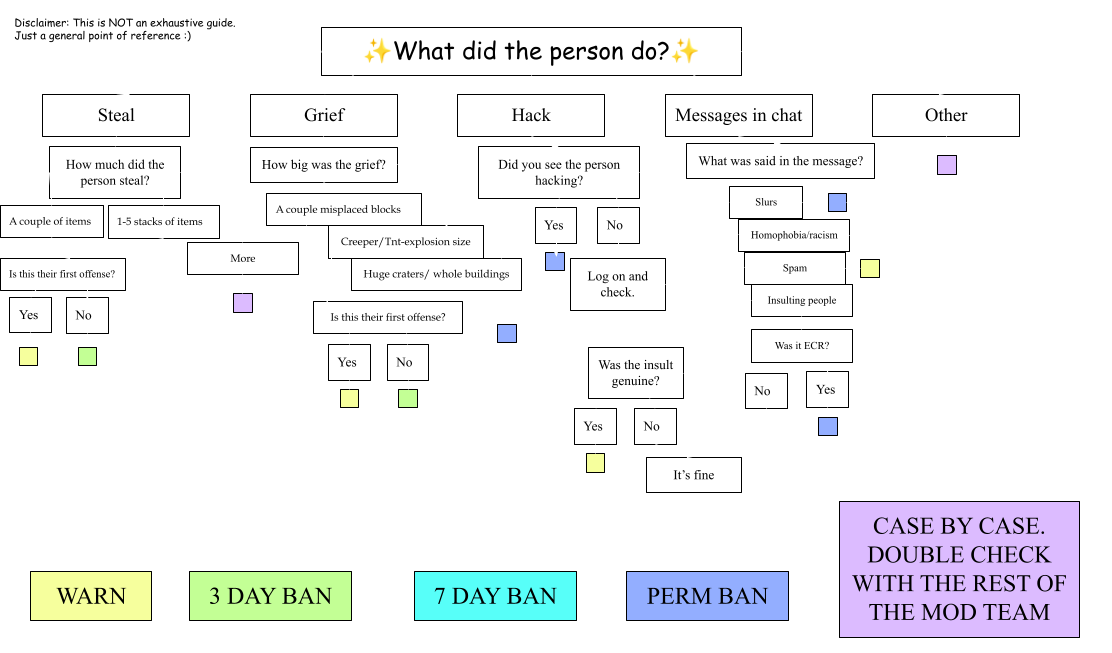 Disclaimer: This is NOT an exhaustive guide.
Just a general point of reference :)
✨What did the person do?✨
Steal
Grief
Hack
Messages in chat
Other
How much did the
person steal?
A couple of items
1-5 stacks of items
More
Is this their first offense?
Yes
No
How big was the grief?
A couple misplaced blocks
Creeper/Tnt-explosion size
Huge craters/ whole buildings
Is this their first offense?
Yes
No
Did you see the person
hacking?
Yes
No
Log on and
check.
What was said in the message?
Slurs
Homophobia/racism
Spam
Insulting people
Was it ECR?
No
Yes
Was the insult
genuine?
Yes
No
It's fine
WARN
3 DAY BAN
7 DAY BAN
PERM BAN
CASE BY CASE.
DOUBLE CHECK
WITH THE REST OF
THE MOD TEAM